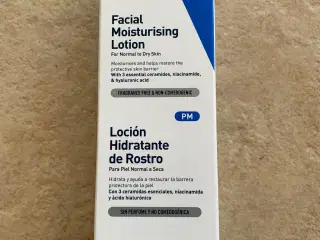 Facial
Moisturising
Lotion
For Normal to Dry Skin
Moisturises and helps restore the
protective skin barrier
With 3 essential ceramides, niacinamide,
& hyaluronic acid
FRAGRANCE FREE & NON-COMEDOGENIC
PM
Loción
Hidratante
de Rostro
Para Piel Normal a Seca
Hidrata y ayuda a restaurar la barrera
protectora de la piel
Con 3 ceramidas esenciales, niacinamida
y ácido hialurónico
SIN PERFUME Y NO COMEDOGÉNICA